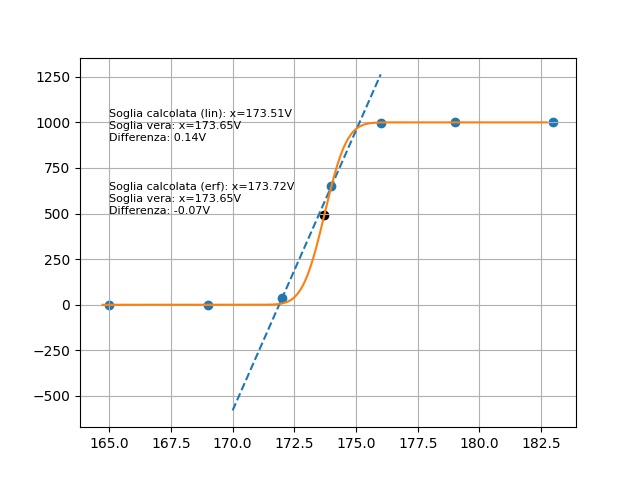 1250
1000
750
500
250
0
−250
−500
Soglia calcolata (lin): x=173.51V
Soglia vera: x=173.65V
Differenza: 0.14V
Soglia calcolata (erf): x=173.72V
Soglia vera: x=173.65V
Differenza: -0.07V
165.0 167.5 170.0 172.5 175.0 177.5 180.0 182.5